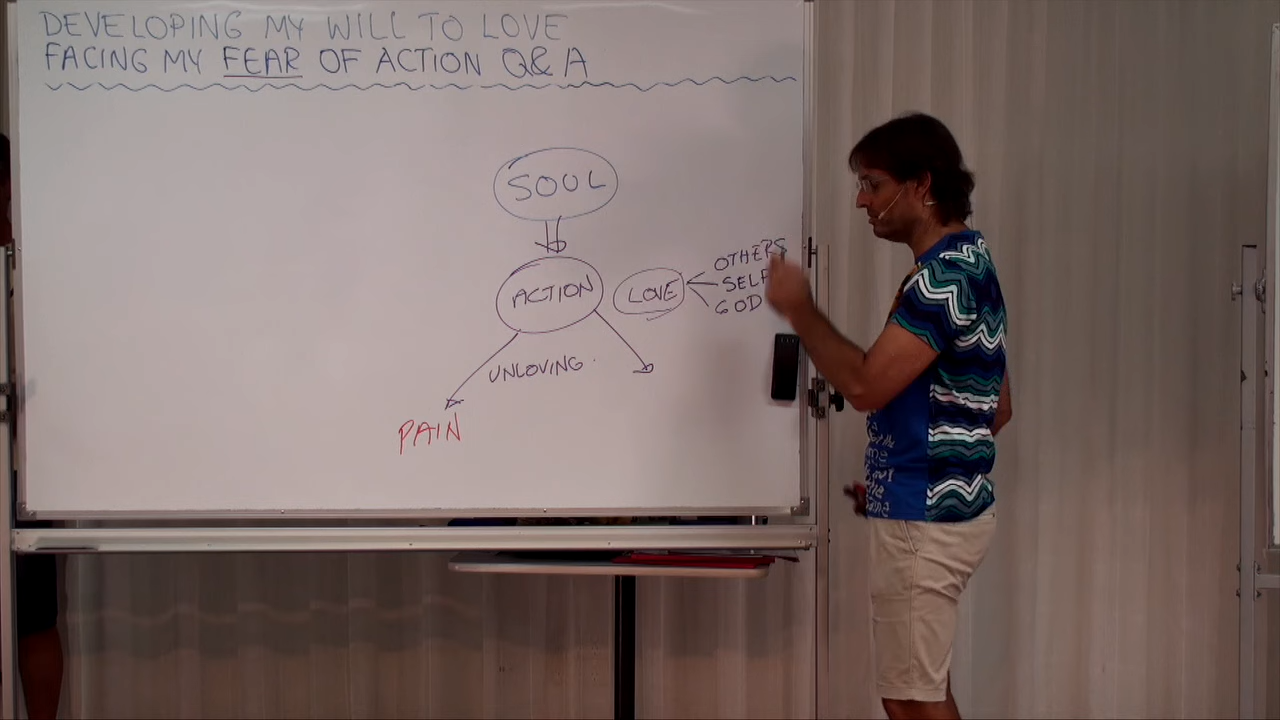 DEVELOPING MY WILL TO LOVE
FACING MY FEAR OF ACTION Q&A
SOUL
ACTION
LOVE
OTHERS
SELF
GOD
UNLOVING
PAIN